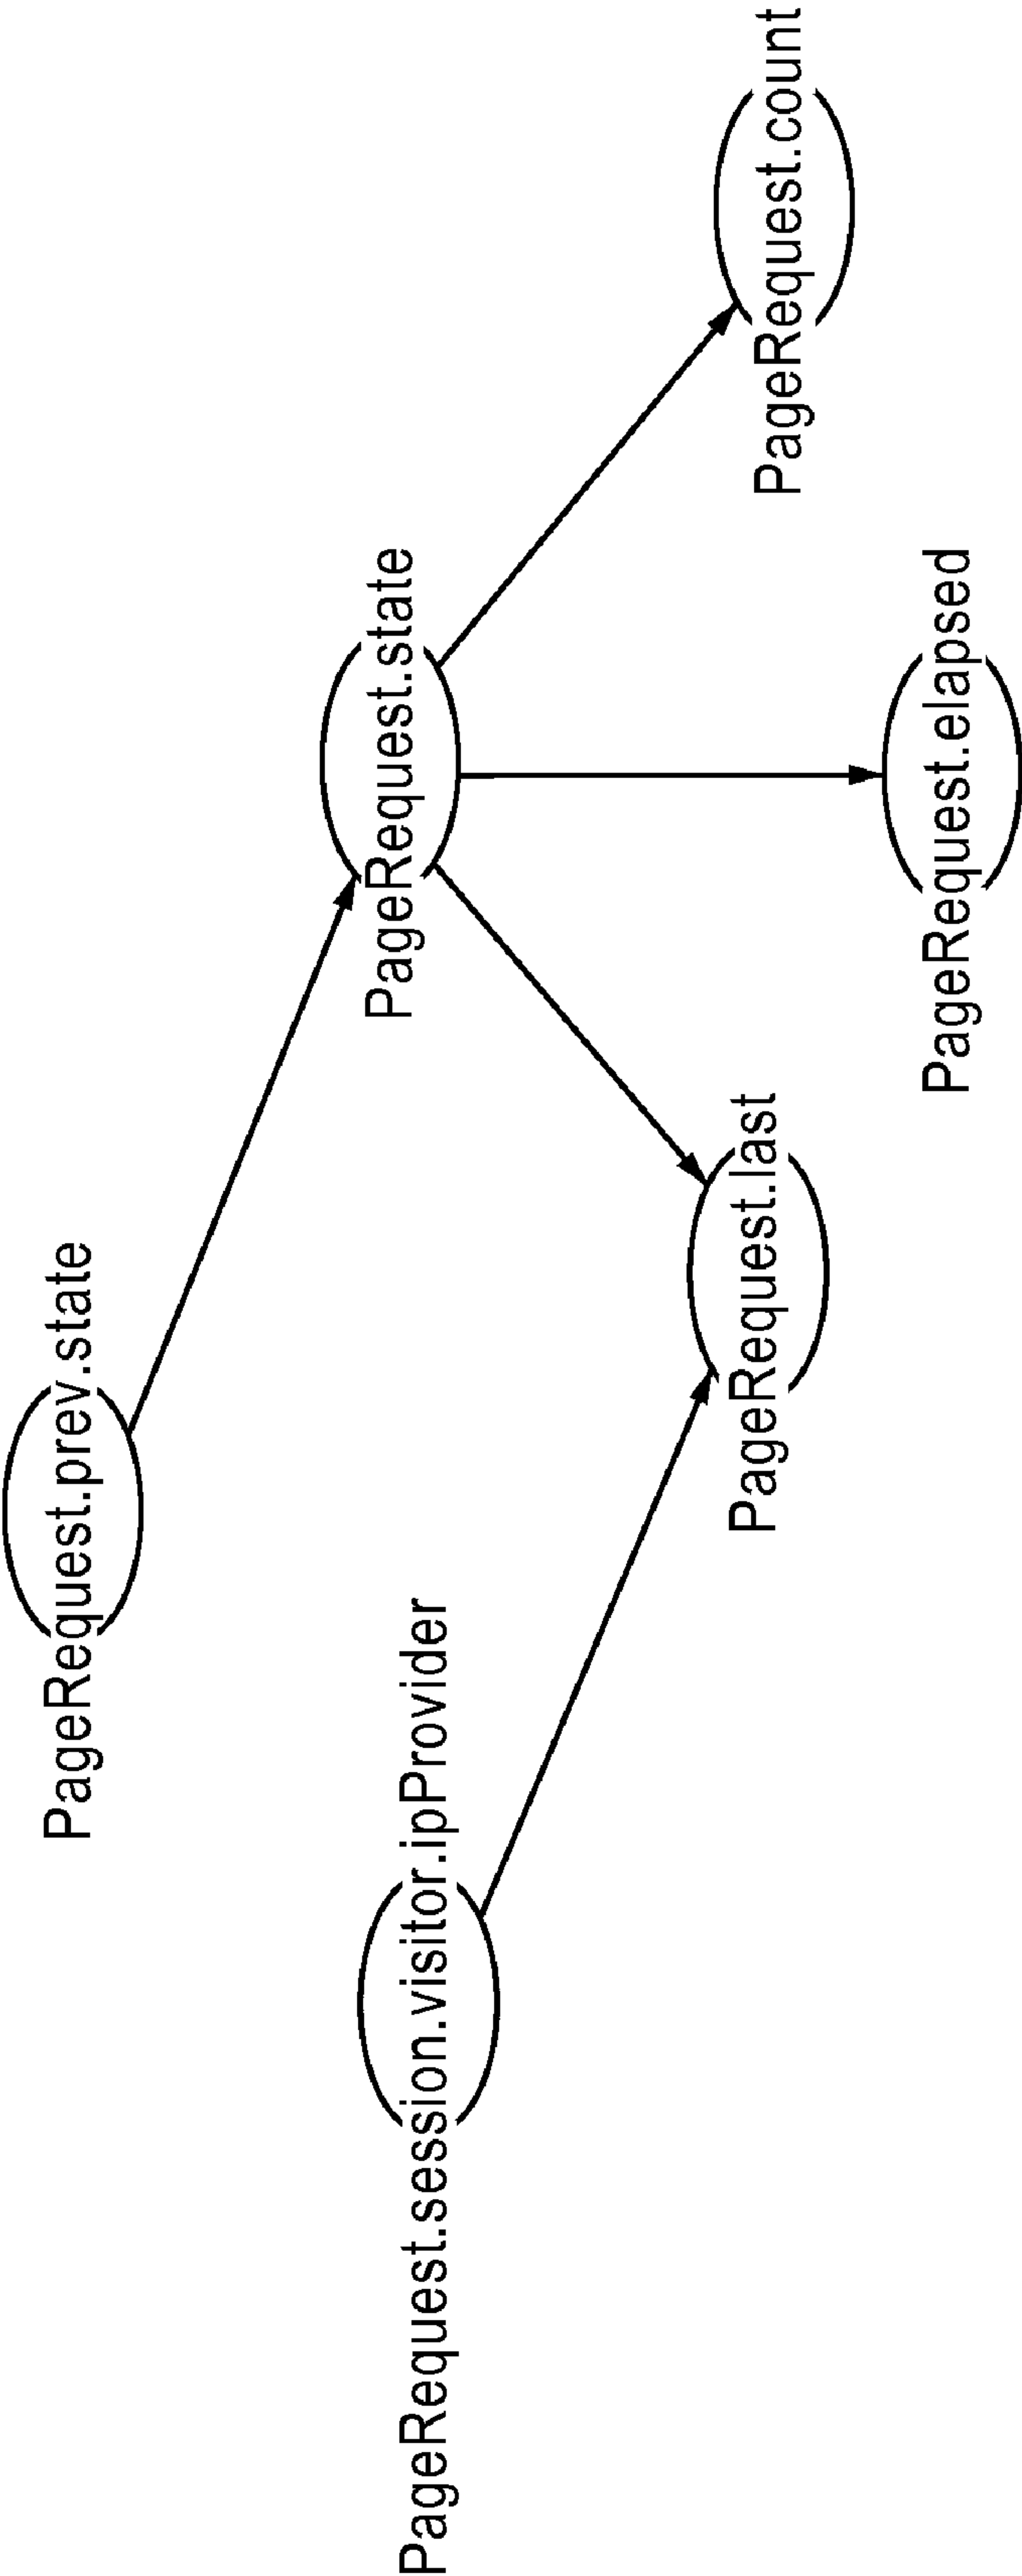 PageRequest.prev.state
PageRequest.session.visitor.ipProvider
PageRequest.state
PageRequest.last
PageRequest.elapsed
PageRequest.count